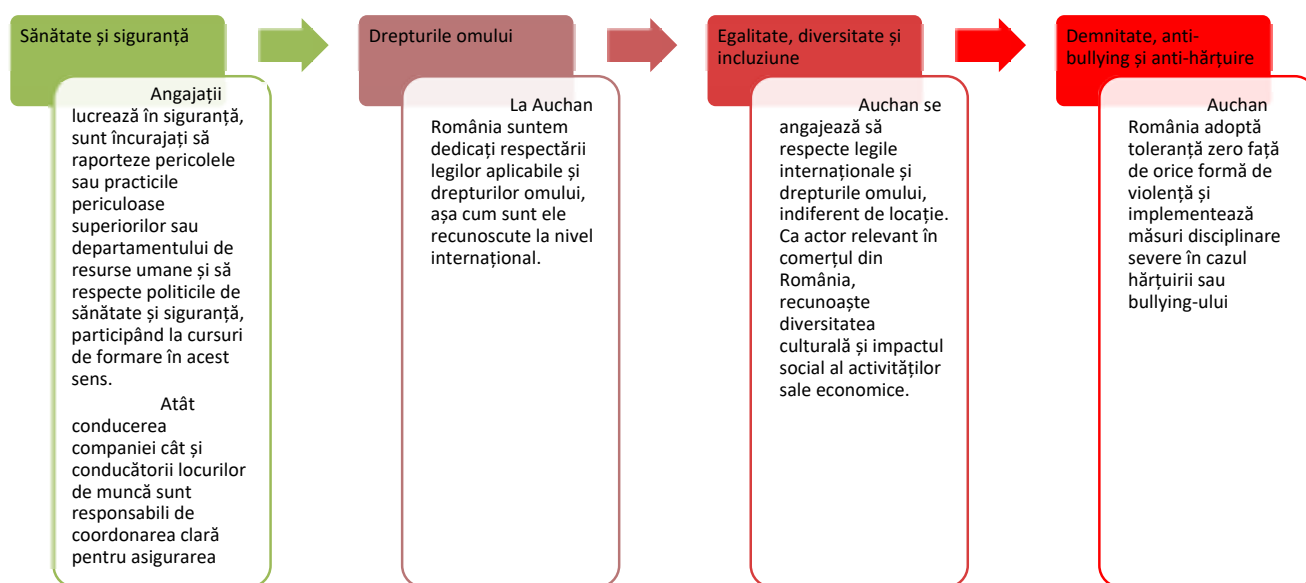 Sănătate și siguranță
Angajații
lucrează în siguranță,
sunt încurajați să
raporteze pericolele
sau practicile
periculoase
superiorilor sau
departamentului de
resurse umane și să
respecte politicile de
sănătate și siguranță,
participând la cursuri
de formare în acest
sens.
Atât
conducerea
companiei cât și
conducătorii locurilor
de muncă sunt
responsabili de
coordonarea clară
pentru asigurarea
Drepturile omului
La Auchan
România suntem
dedicați respectării
legilor aplicabile și
drepturilor omului,
așa cum sunt ele
recunoscute la nivel
internațional.
Egalitate, diversitate și
incluziune
Auchan se
angajează să
respecte legile
internaționale și
drepturile omului,
indiferent de locație.
Ca actor relevant în
comerțul din
România,
recunoaște
diversitatea
culturală și impactul
social al activităților
sale economice.
Demnitate, anti-
bullying și anti-hărțuire
Auchan
România adoptă
toleranță zero față
de orice formă de
violență și
implementează
măsuri disciplinare
severe în cazul
hărțuirii sau
bullying-ului